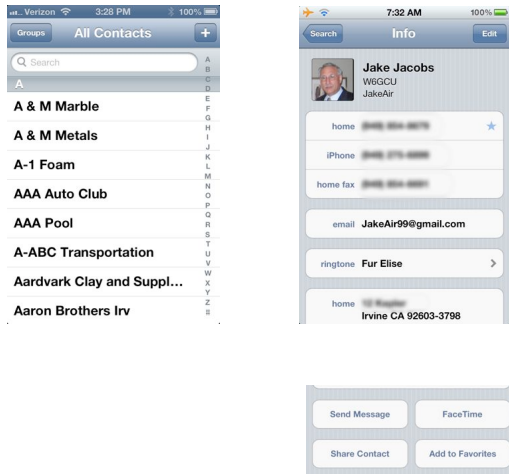 Verizon 3:28 PM 100%
Groups All Contacts +
Search
A
A & M Marble
A & M Metals
A-1 Foam
AAA Auto Club
AAA Pool
A-ABC Transportation
Aardvark Clay and Suppl...
Aaron Brothers Irv
A
B
C
D
E
F
G
H
I
J
K
L
M
N
O
P
Q
R
S
T
U
V
W
X
Y
Z
7:32 AM 100%
Search Info Edit
Jake Jacobs
W6GCU
JakeAir
home
iPhone
home fax
email JakeAir99@gmail.com
ringtone Fur Elise
home
Irvine CA 92603-3798
Send Message FaceTime
Share Contact Add to Favorites